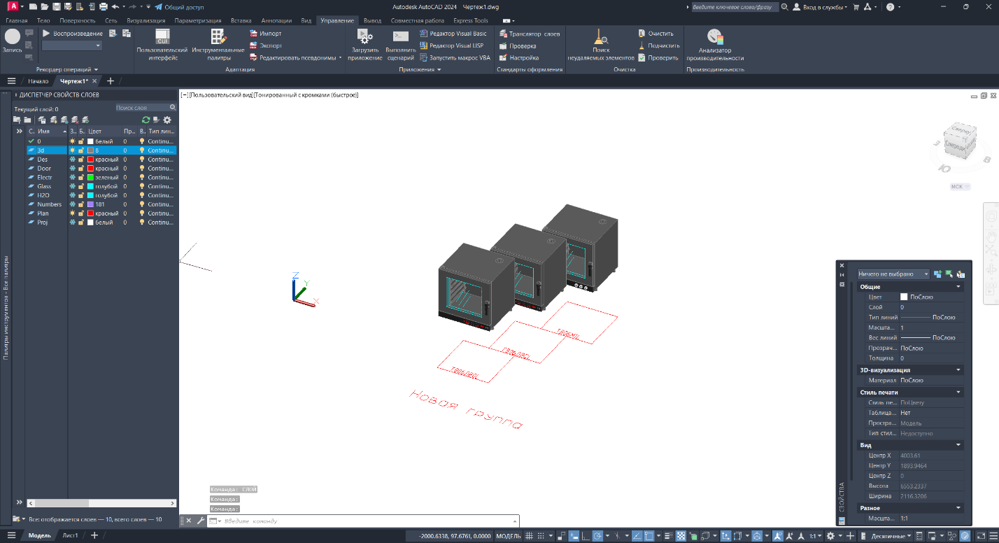 Общий доступ
Autodesk AutoCAD 2024 Чертеж1.dwg
Введите ключевое слово/фразу
Вход в службы
Главная Тело Поверхность Сеть Визуализация Параметризация Вставка Аннотации Вид Управление Вывод Совместная работа Express Tools
Запись
Воспроизведение
Рекордер операций
CUI
Пользовательский интерфейс
Инструментальные палитры
Импорт
Экспорт
Редактировать псевдонимы
Адаптация
Загрузить приложение
Выполнить сценарий
Редактор Visual Basic
Редактор Visual LISP
Запустить макрос VBA
Приложения
Транслятор слоев
Проверка
Настройка
Стандарты оформления
Поиск неудаляемых элементов
Очистить
Подчистить
Проверить
Очистка
Анализатор производительности
Производительность
Начало Чертеж1*
ДИСПЕТЧЕР СВОЙСТВ СЛОЕВ
Текущий слой: 0
Поиск слоя
С. Имя З.. Б.. Цвет Пр... В.. Тип лин...
0 белый 0 Continu...
3d 8 0 Continu...
Des красный 0 Continu...
Door красный 0 Continu...
Electr зеленый 0 Continu...
Glass голубой 0 Continu...
H2O голубой 0 Continu...
Numbers 181 0 Continu...
Plan красный 0 Continu...
Proj белый 0 Continu...
Все: отображается слоев — 10, всего слоев — 10
Палитры инструментов - Все палитры
[−][Пользовательский вид][Тонированный с кромками (быстрое)]
Сверху
Спереди
З
Ю
В
МСК
Z
Y
X
Новая группа
Команда: СЛОЙ
Команда:
Команда:
Введите команду
СВОЙСТВА
Ничего не выбрано
Общие
Цвет ПоСлою
Слой 0
Тип линий ПоСлою
Масшта... 1
Вес линий ПоСлою
Прозрач... ПоСлою
Толщина 0
3D-визуализация
Материал ПоСлою
Стиль печати
Стиль пе... ПоЦвету
Таблица... Нет
Простра... Модель
Тип стил... Недоступно
Вид
Центр X 4003.61
Центр Y 1893.9464
Центр Z 0
Высота 6553.2337
Ширина 2116.3206
Разное
Масшта... 1:1
Модель Лист1
-2000.6338, 97.6761, 0.0000 МОДЕЛЬ
1:1
Десятичные